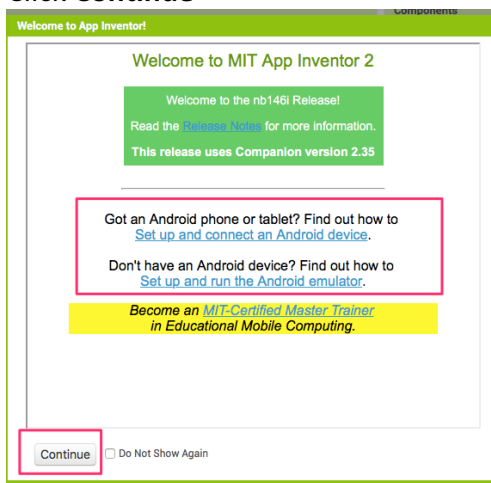 Click Continue
Components
Welcome to App Inventor!
Welcome to MIT App Inventor 2
Welcome to the nb146i Release!
Read the Release Notes for more information.
This release uses Companion version 2.35
Got an Android phone or tablet? Find out how to
Set up and connect an Android device.
Don't have an Android device? Find out how to
Set up and run the Android emulator.
Become an MIT-Certified Master Trainer
in Educational Mobile Computing.
Continue
Do Not Show Again